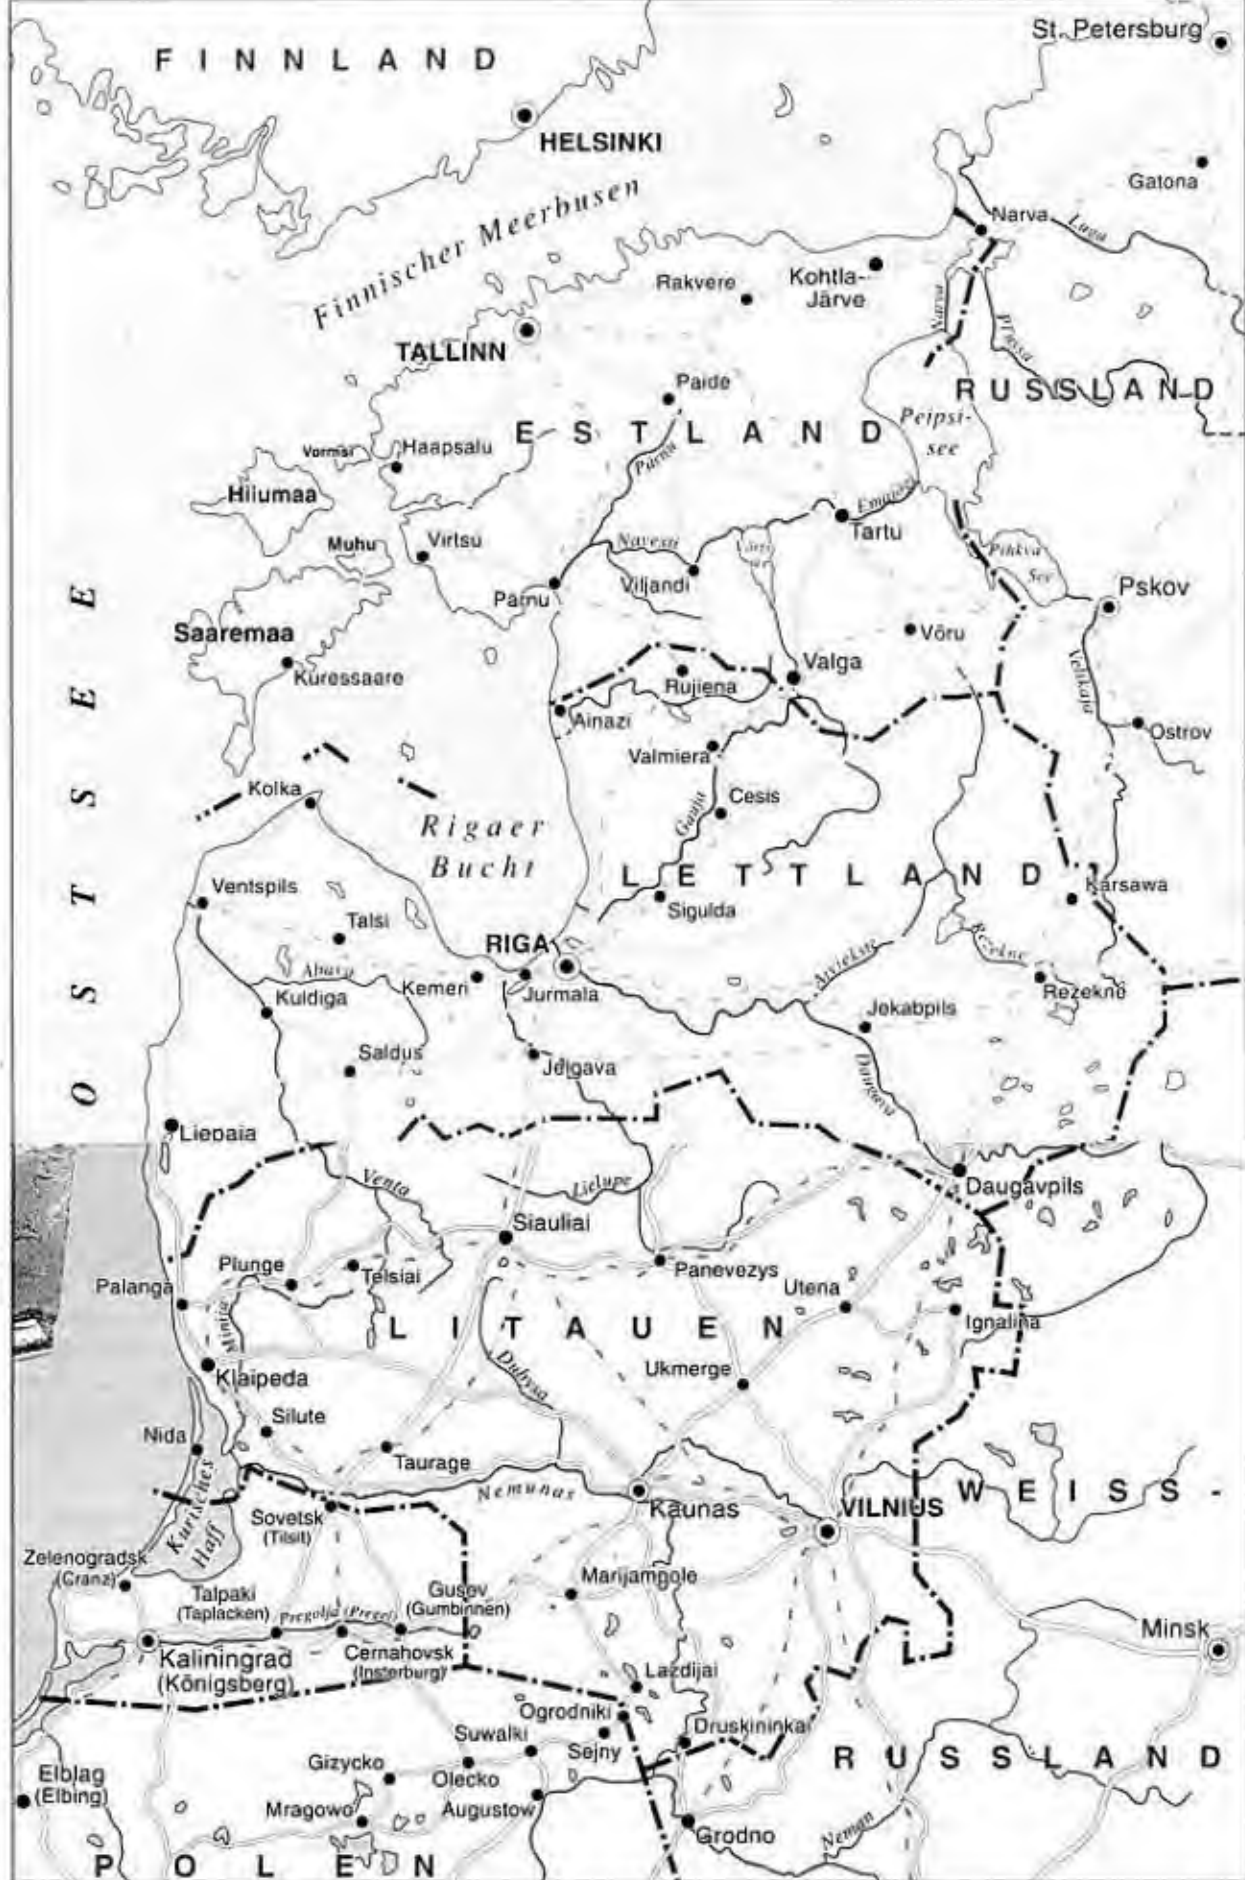 St. Petersburg
FINNLAND
HELSINKI
Gatona
Finnischer Meerbusen
Narva
Luga
Rakvere
Kohtla-
Järve
Narva
Plussa
TALLINN
Paide
RUSSLAND
Peipsi-
see
ESTLAND
Vormsi
Haapsalu
Parnu
Hiiumaa
Emajõgi
Tartu
Muhu
Virtsu
Navesti
Pihkva
See
Viljandi
Parnu
Pskov
Saaremaa
Võru
Kuressaare
Valga
Rujiena
Velikaja
Ainazi
Ostrov
Valmiera
Kolka
Cesis
Gauja
Rigaer
Bucht
OSTSEE
LETTLAND
Karsawa
Ventspils
Sigulda
Talsi
RIGA
Rezekne
Aiviekste
Abava
Kemeri
Jurmala
Kuldiga
Rezekne
Jekabpils
Saldus
Jelgava
Daugava
Liepaia
Venta
Lielupe
Daugavpils
Siauliai
Plunge
Telsiai
Panevezys
Palanga
Utena
Minija
Ignalina
LITAUEN
Klaipeda
Dubysa
Ukmerge
Silute
Nida
Taurage
Nemunas
Kaunas
VILNIUS
WEISS-
Kurisches
Haff
Sovetsk
(Tilsit)
Zelenogradsk
(Cranz)
Talpaki
(Taplacken)
Pregolja (Pregel)
Gusev
(Gumbinnen)
Marijampole
Minsk
Kaliningrad
(Königsberg)
Cernahovsk
(Insterburg)
Lazdijai
Ogrodniki
Druskininkai
Suwalki
Sejny
RUSSLAND
Gizycko
Olecko
Elblag
(Elbing)
Mragowo
Augustow
Grodno
Neman
POLEN